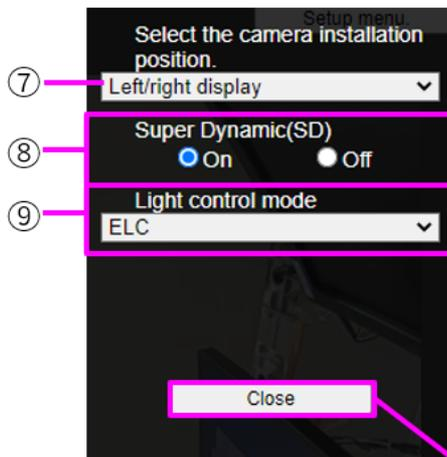 Setup menu.
Select the camera installation
position.
⑦
Left/right display
Super Dynamic(SD)
⑧
On Off
Light control mode
⑨
ELC
Close